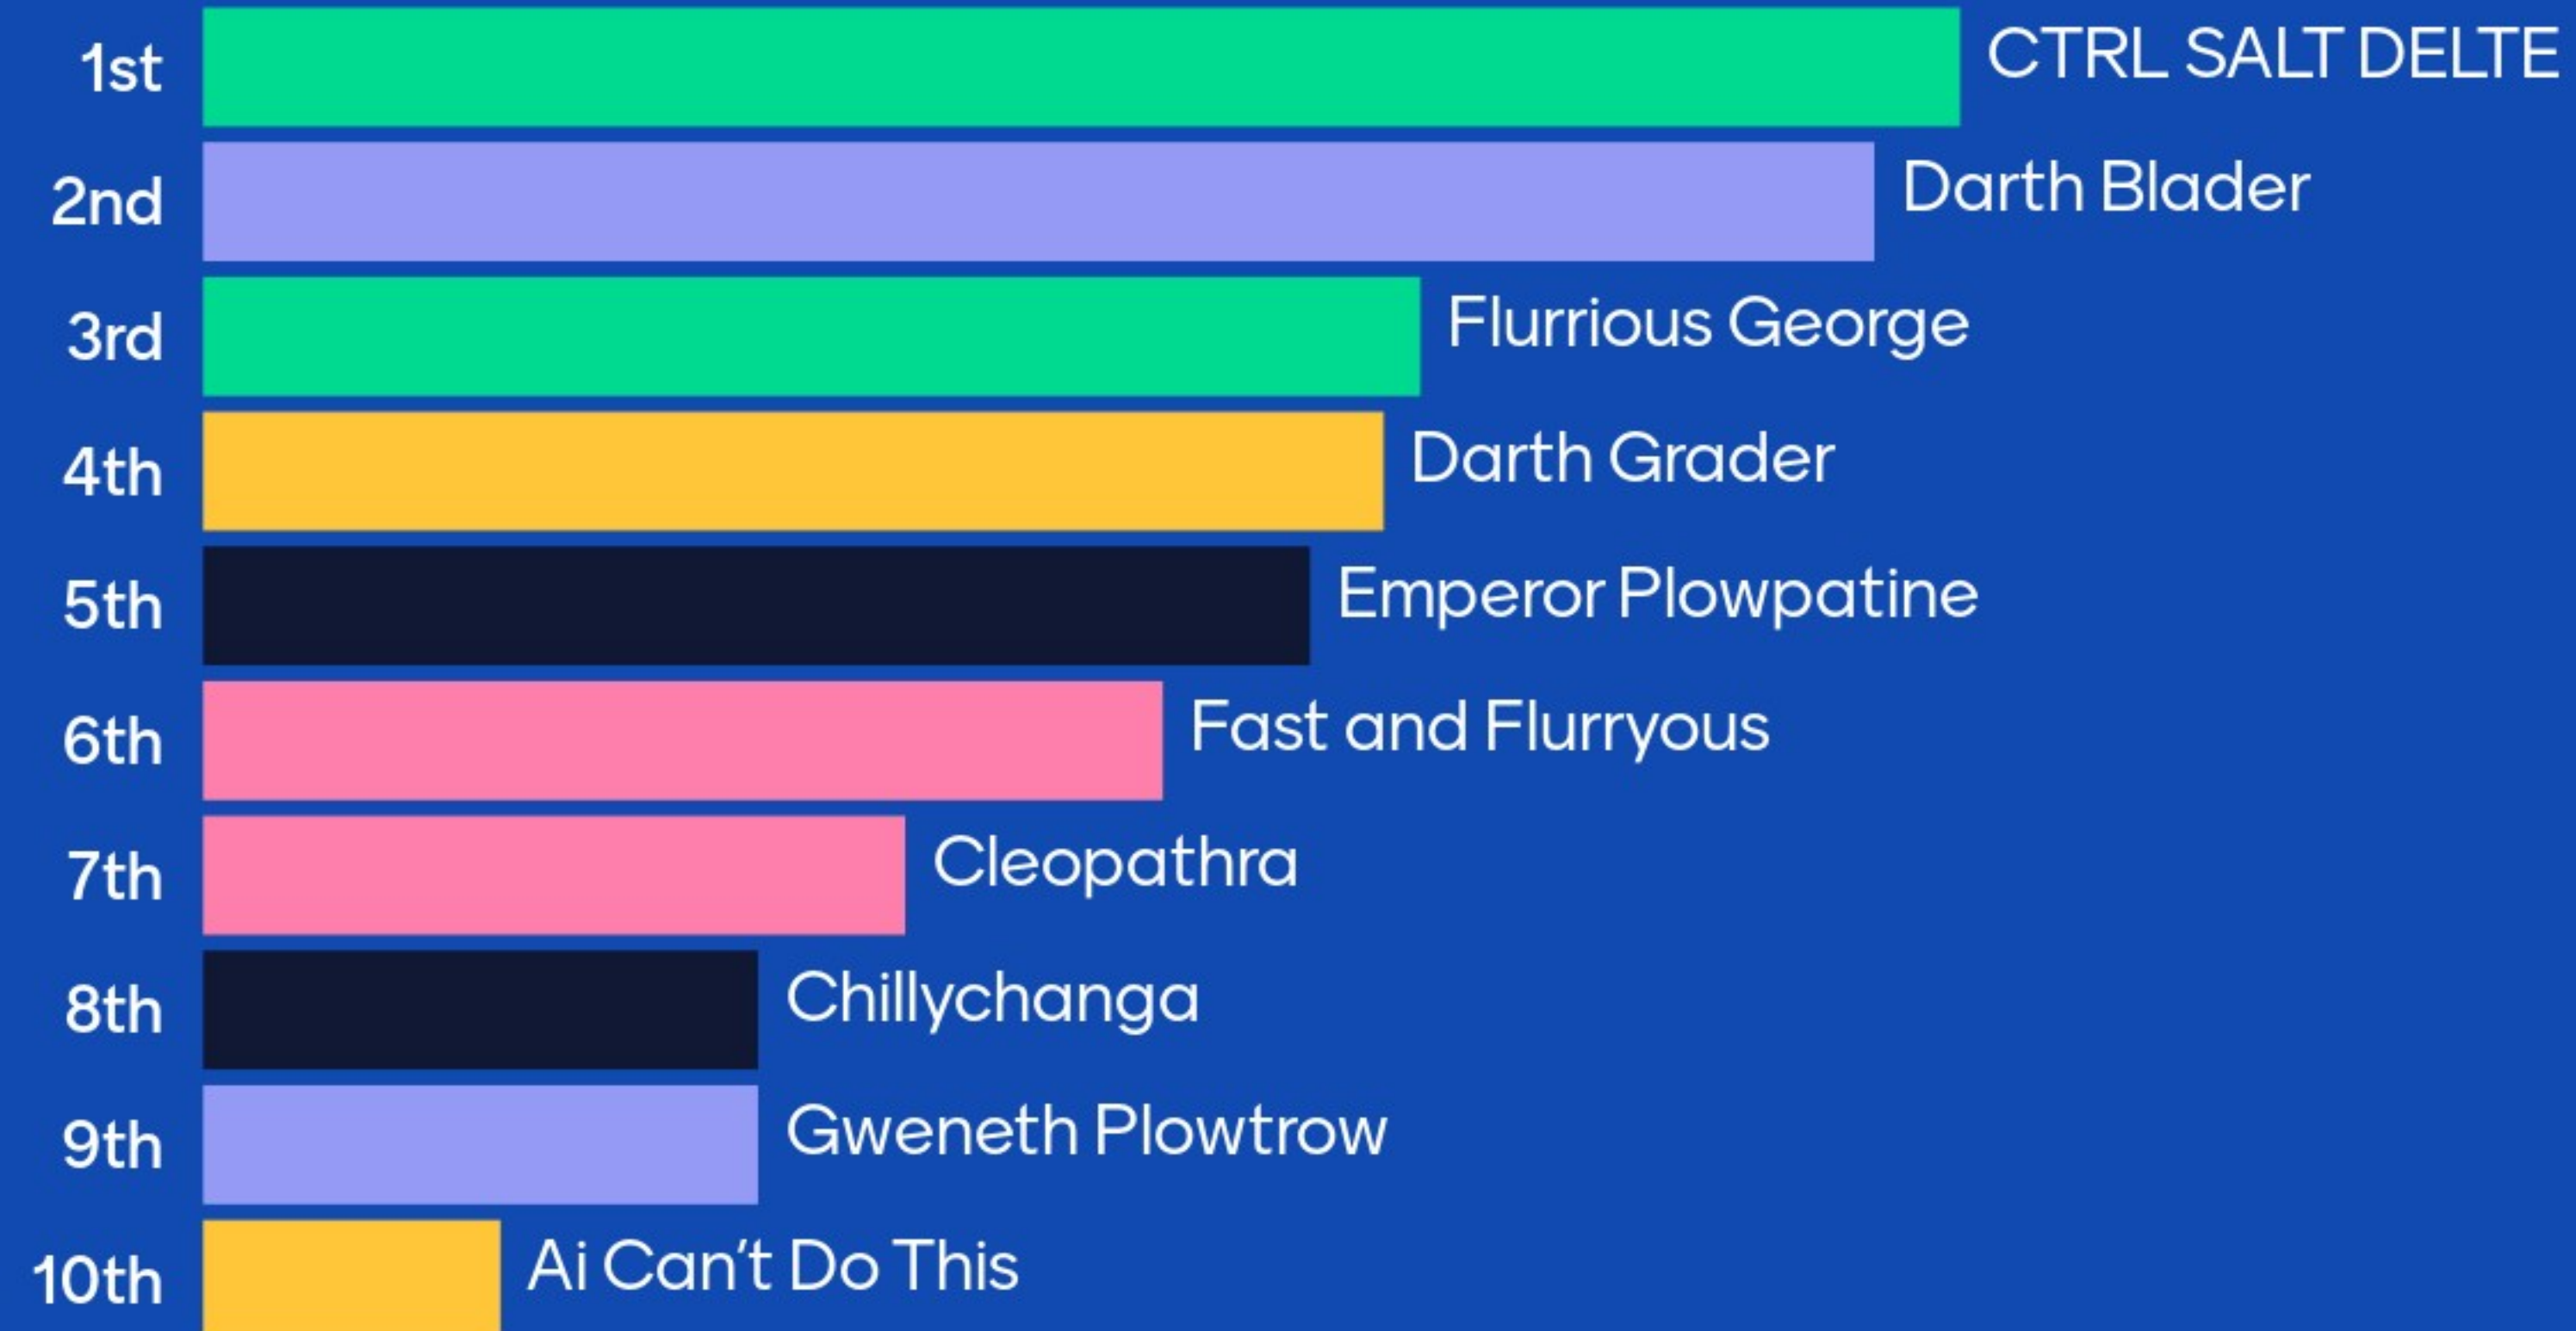 1st CTRL SALT DELTE
2nd Darth Blader
3rd Flurrious George
4th Darth Grader
5th Emperor Plowpatine
6th Fast and Flurryous
7th Cleopathra
8th Chillychanga
9th Gweneth Plowtrow
10th Ai Can't Do This